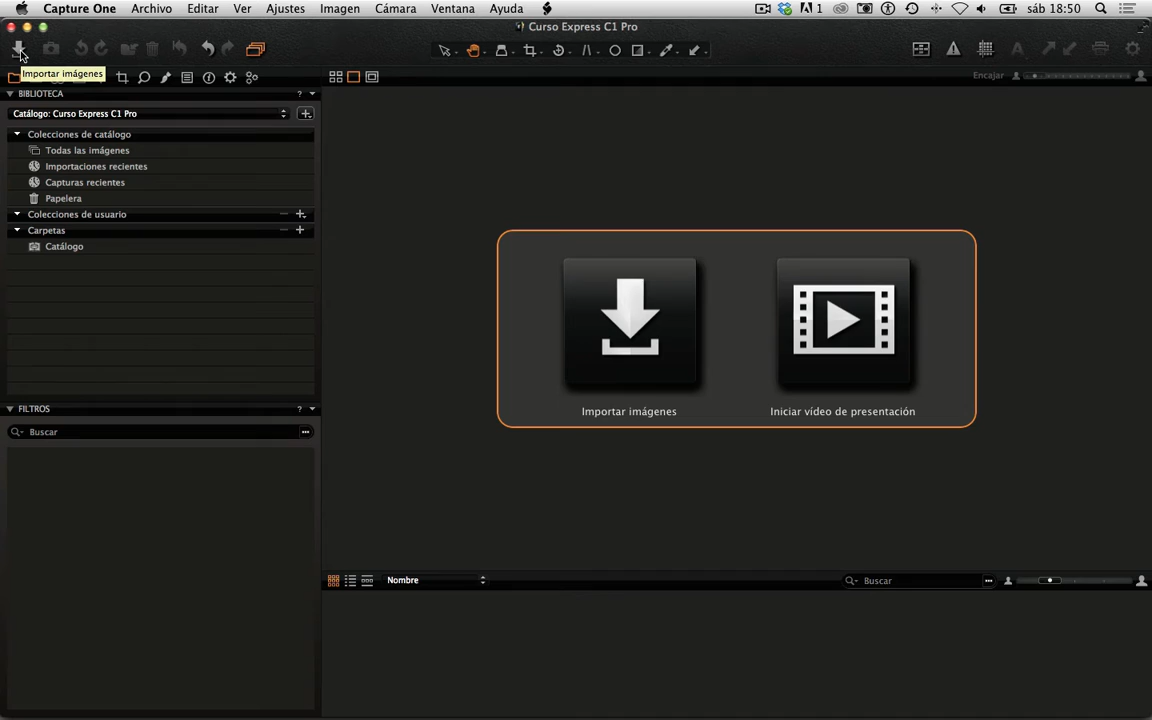 Capture One Archivo Editar Ver Ajustes Imagen Cámara Ventana Ayuda 1 sáb 18:50
Curso Express C1 Pro
Importar imágenes
Encajar
BIBLIOTECA ?
Catálogo: Curso Express C1 Pro
Colecciones de catálogo
Todas las imágenes
Importaciones recientes
Capturas recientes
Papelera
Colecciones de usuario
Carpetas
Catálogo
Importar imágenes
Iniciar vídeo de presentación
FILTROS ?
Buscar
Nombre
Buscar